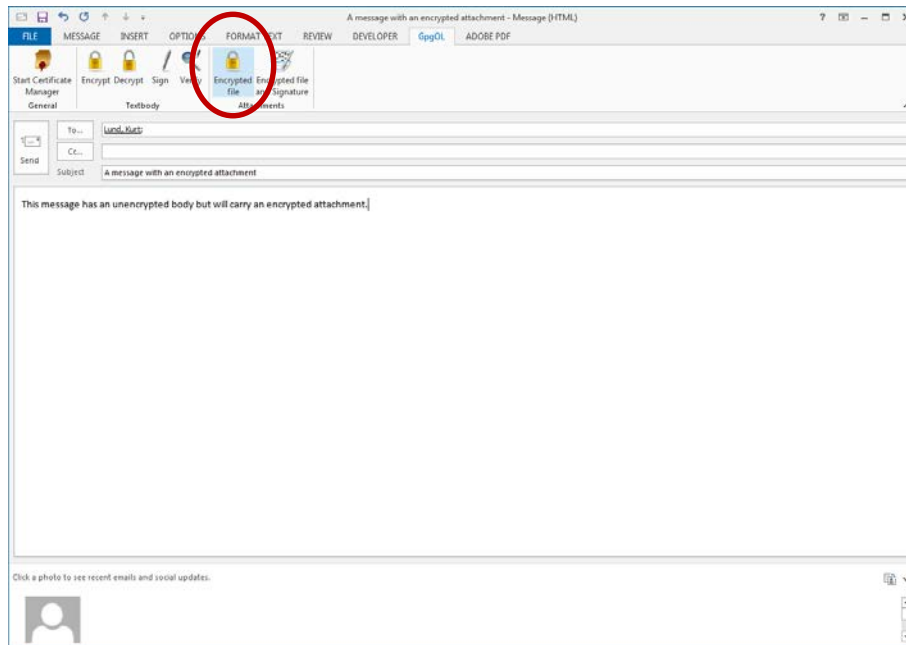 A message with an encrypted attachment - Message (HTML)
FILE MESSAGE INSERT OPTIONS FORMAT TEXT REVIEW DEVELOPER GpgOL ADOBE PDF
Start Certificate Manager
Encrypt Decrypt Sign Verify
Encrypted file
Encrypted file and Signature
General Textbody Attachments
Send
To... Lund, Kurt;
Cc...
Subject A message with an encrypted attachment
This message has an unencrypted body but will carry an encrypted attachment.
Click a photo to see recent emails and social updates.